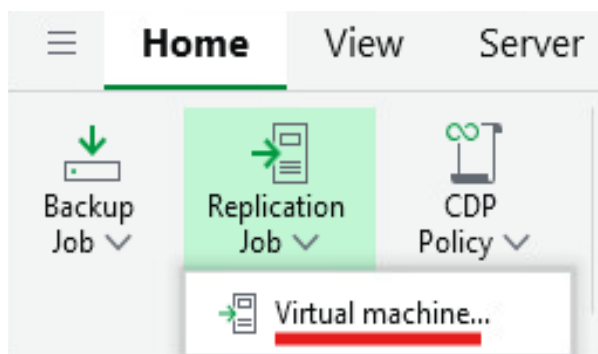 Home View Server
Backup Job
Replication Job
CDP Policy
Virtual machine...